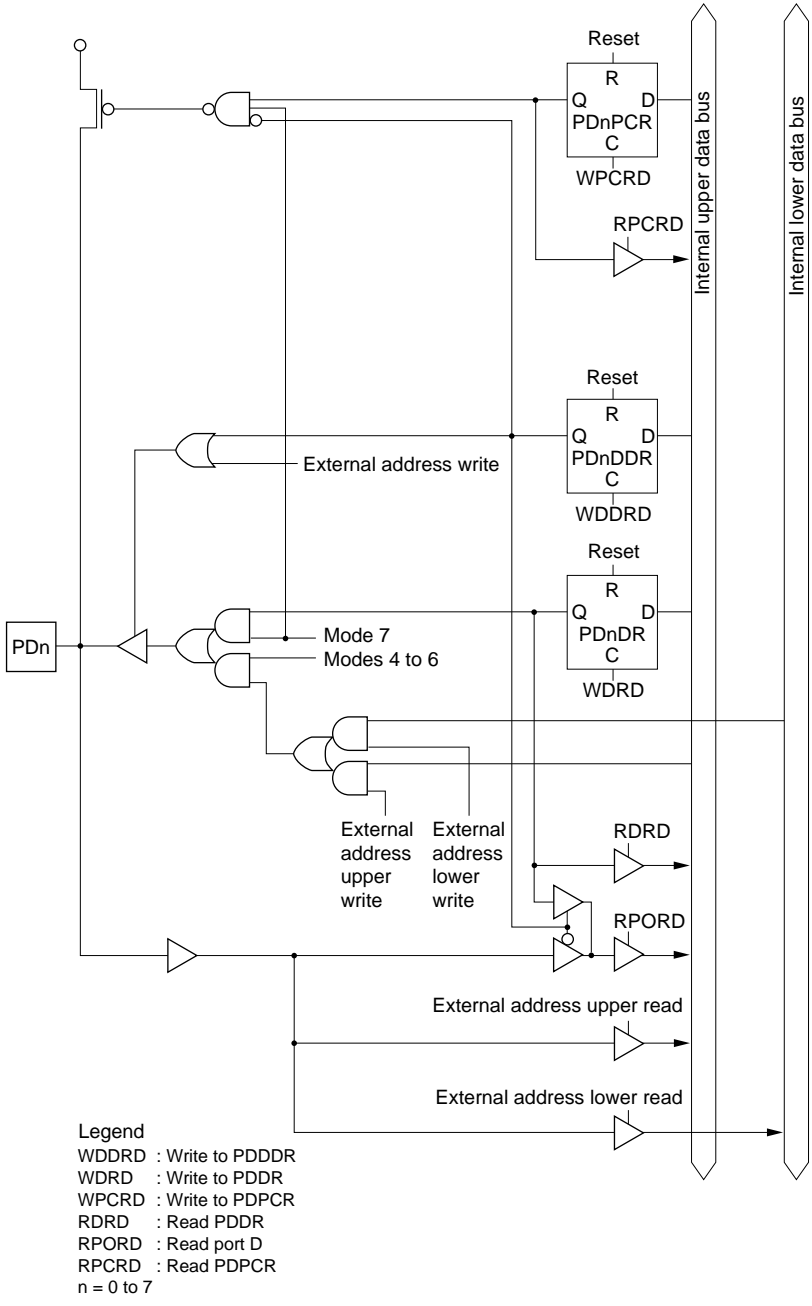 Reset
R
Q D
PDnPCR
C
WPCRD
RPCRD
Internal upper data bus
Internal lower data bus
Reset
R
Q D
PDnDDR
C
WDDRD
External address write
Reset
R
Q D
PDnDR
C
WDRD
PDn
Mode 7
Modes 4 to 6
External
address
upper
write
External
address
lower
write
RDRD
RPORD
External address upper read
External address lower read
Legend
WDDRD : Write to PDDDR
WDRD : Write to PDDR
WPCRD : Write to PDPCR
RDRD : Read PDDR
RPORD : Read port D
RPCRD : Read PDPCR
n = 0 to 7